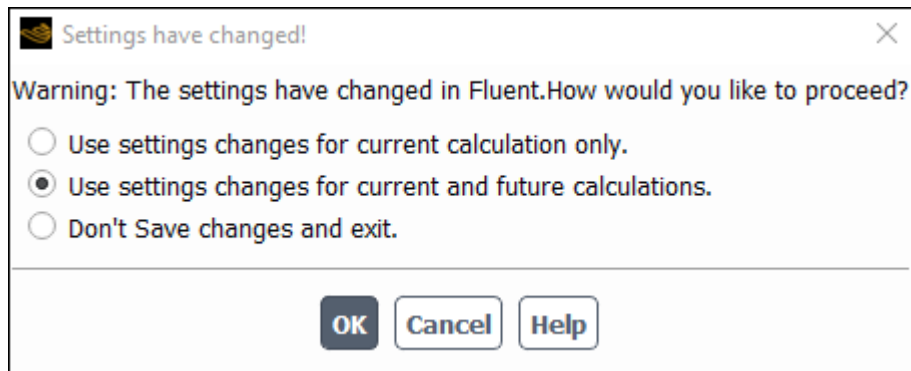 Settings have changed!
Warning: The settings have changed in Fluent.How would you like to proceed?
Use settings changes for current calculation only.
Use settings changes for current and future calculations.
Don't Save changes and exit.
OK Cancel Help